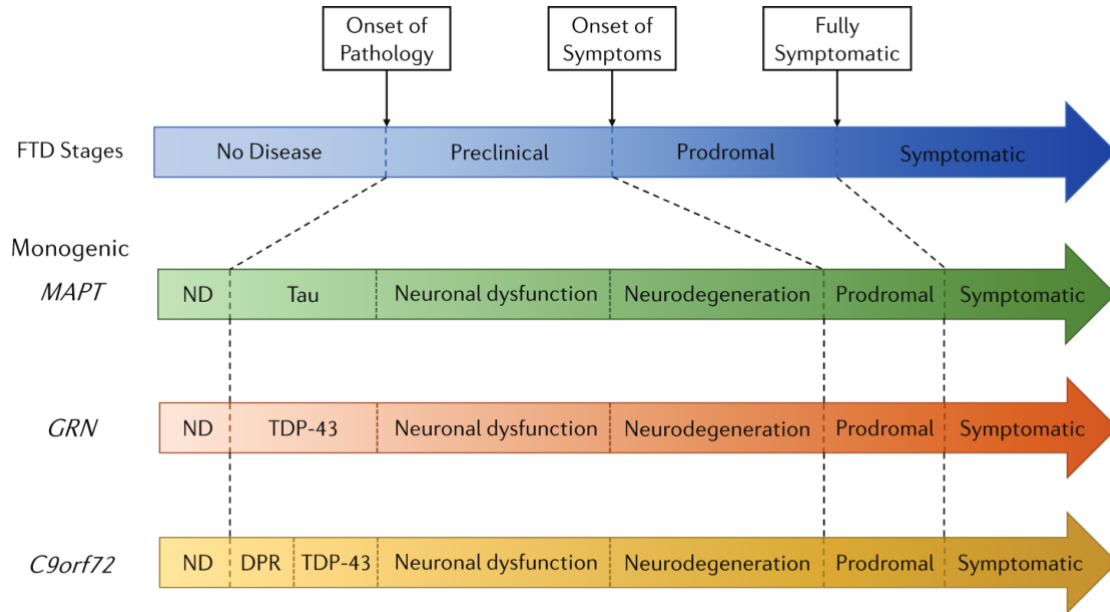 Onset of
Pathology
Onset of
Symptoms
Fully
Symptomatic
FTD Stages
No Disease
Preclinical
Prodromal
Symptomatic
Monogenic
MAPT
ND
Tau
Neuronal dysfunction
Neurodegeneration
Prodromal
Symptomatic
GRN
ND
TDP-43
Neuronal dysfunction
Neurodegeneration
Prodromal
Symptomatic
C9orf72
ND
DPR
TDP-43
Neuronal dysfunction
Neurodegeneration
Prodromal
Symptomatic